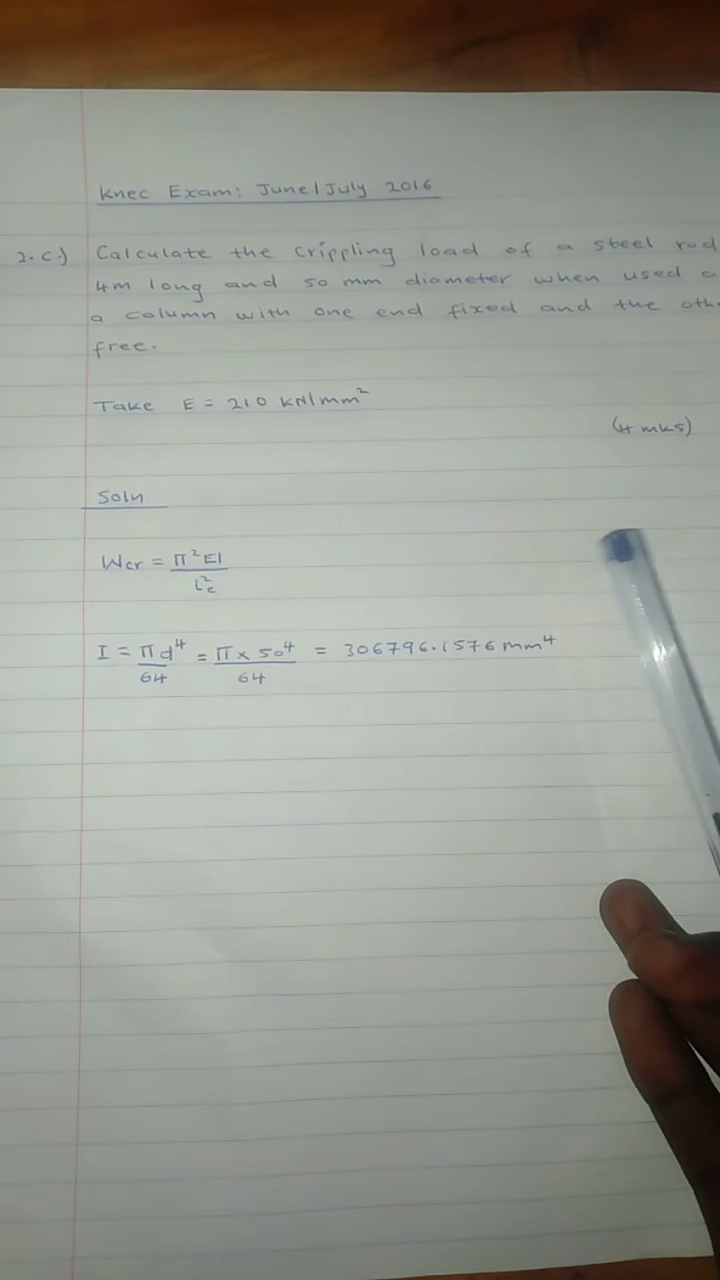 Knec Exam: June/July 2016
2.c.) Calculate the crippling load of a steel rod
4m long and 50 mm diameter when used
a column with one end fixed and the
free.
Take E = 210 kN/mm²
(4 mks)
Soln
Wcr = π²EI / Le²
I = πd⁴/64 = π × 50⁴/64 = 306796.1576 mm⁴